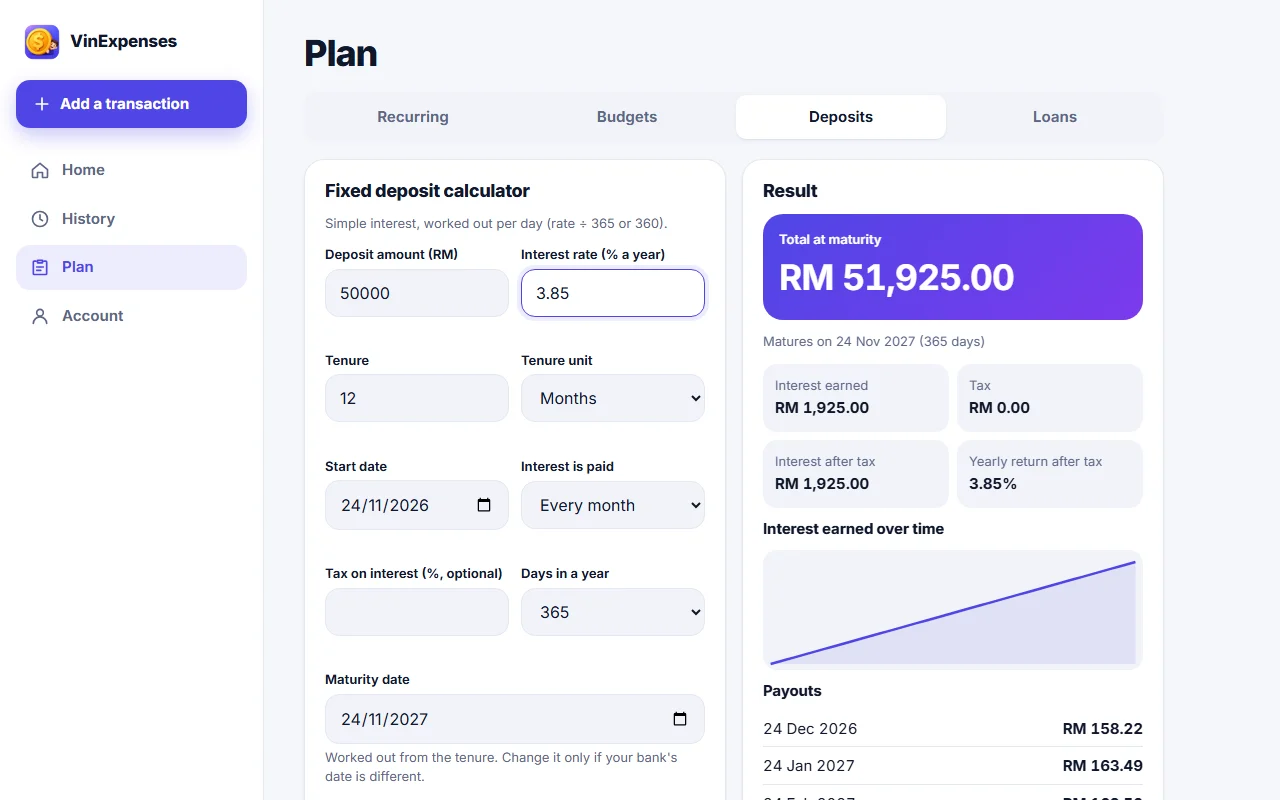 VinExpenses
Add a transaction
Home
History
Plan
Account
Plan
Recurring
Budgets
Deposits
Loans
Fixed deposit calculator
Simple interest, worked out per day (rate ÷ 365 or 360).
Deposit amount (RM)
Interest rate (% a year)
50000
3.85
Tenure
Tenure unit
12
Months
Start date
Interest is paid
24/11/2026
Every month
Tax on interest (%, optional)
Days in a year
365
Maturity date
24/11/2027
Worked out from the tenure. Change it only if your bank's
date is different.
Result
Total at maturity
RM 51,925.00
Matures on 24 Nov 2027 (365 days)
Interest earned
RM 1,925.00
Tax
RM 0.00
Interest after tax
RM 1,925.00
Yearly return after tax
3.85%
Interest earned over time
Payouts
24 Dec 2026
RM 158.22
24 Jan 2027
RM 163.49